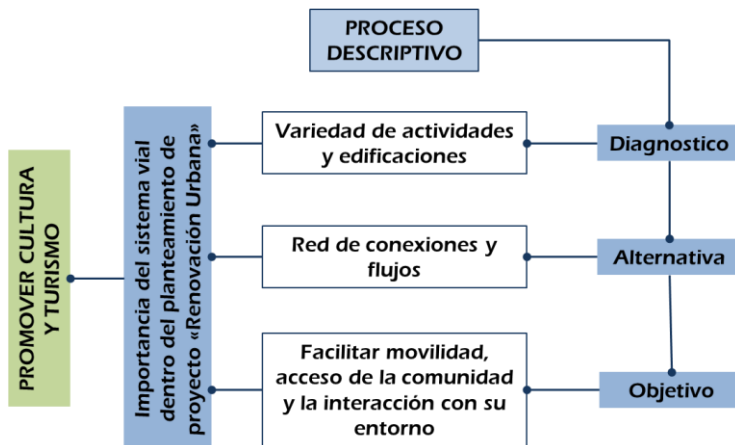 PROCESO
DESCRIPTIVO
PROMOVER CULTURA
Y TURISMO
Importancia del sistema vial
dentro del planteamiento de
proyecto «Renovación Urbana»
Variedad de actividades
y edificaciones
Diagnostico
Red de conexiones y
flujos
Alternativa
Facilitar movilidad,
acceso de la comunidad
y la interacción con su
entorno
Objetivo